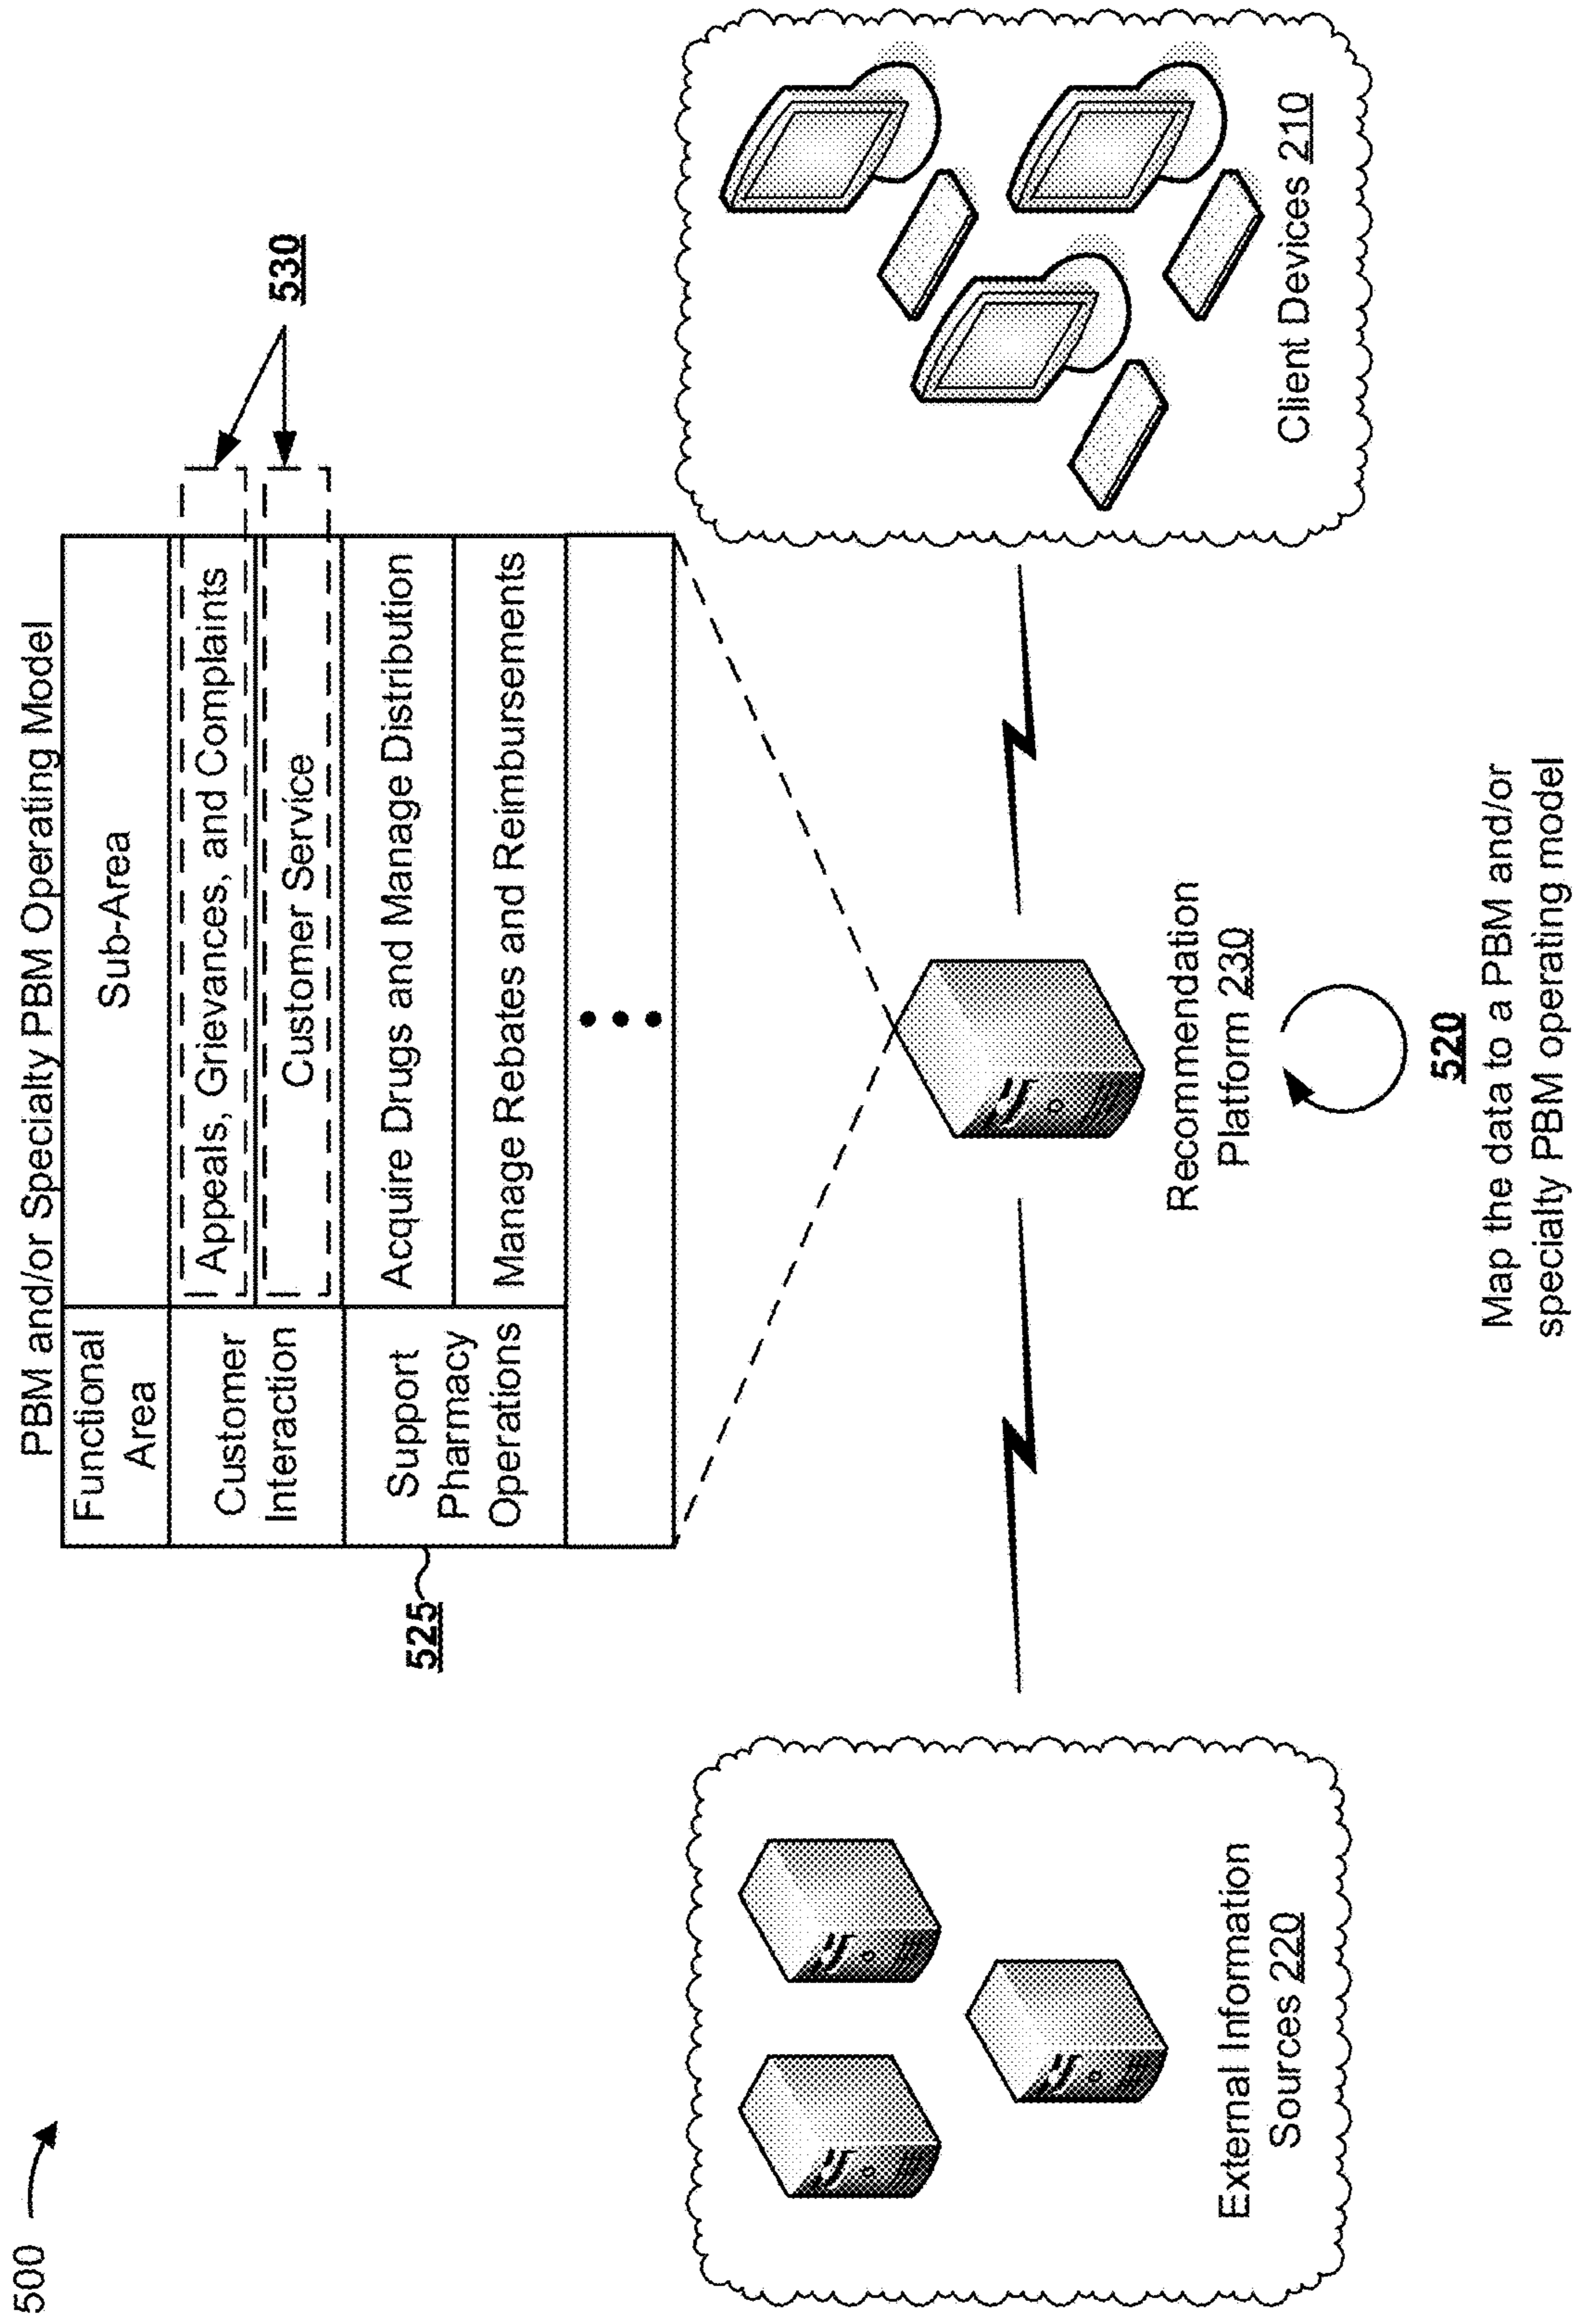 500
PBM and/or Specialty PBM Operating Model
Functional
Area
Sub-Area
Customer
Interaction
Appeals, Grievances, and Complaints
Customer Service
530
Support
Pharmacy
Operations
Acquire Drugs and Manage Distribution
Manage Rebates and Reimbursements
525
External Information
Sources 220
Recommendation
Platform 230
Client Devices 210
520
Map the data to a PBM and/or
specialty PBM operating model